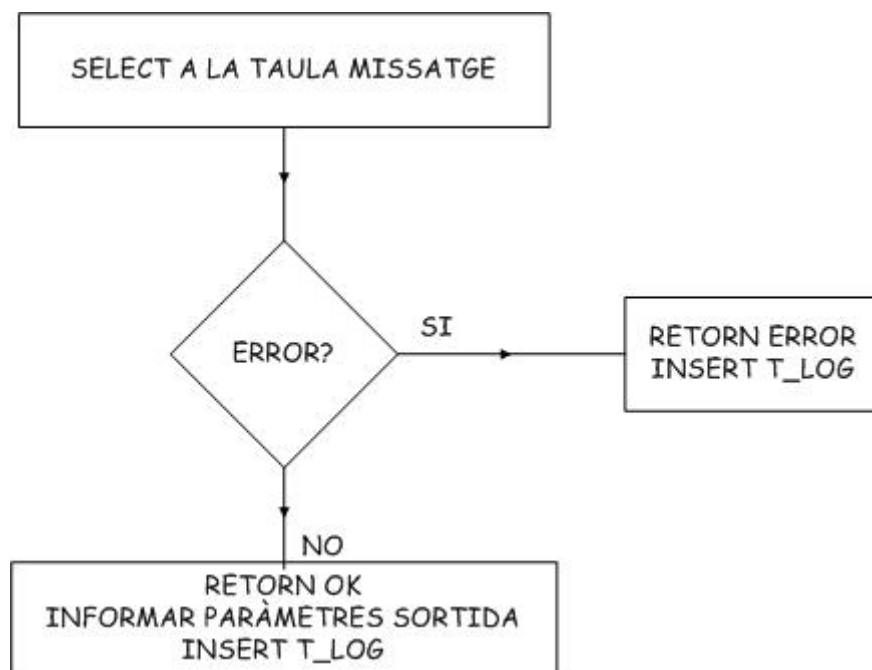 SELECT A LA TAULA MISSATGE
ERROR?
SI
RETORN ERROR
INSERT T_LOG
NO
RETORN OK
INFORMAR PARÀMETRES SORTIDA
INSERT T_LOG